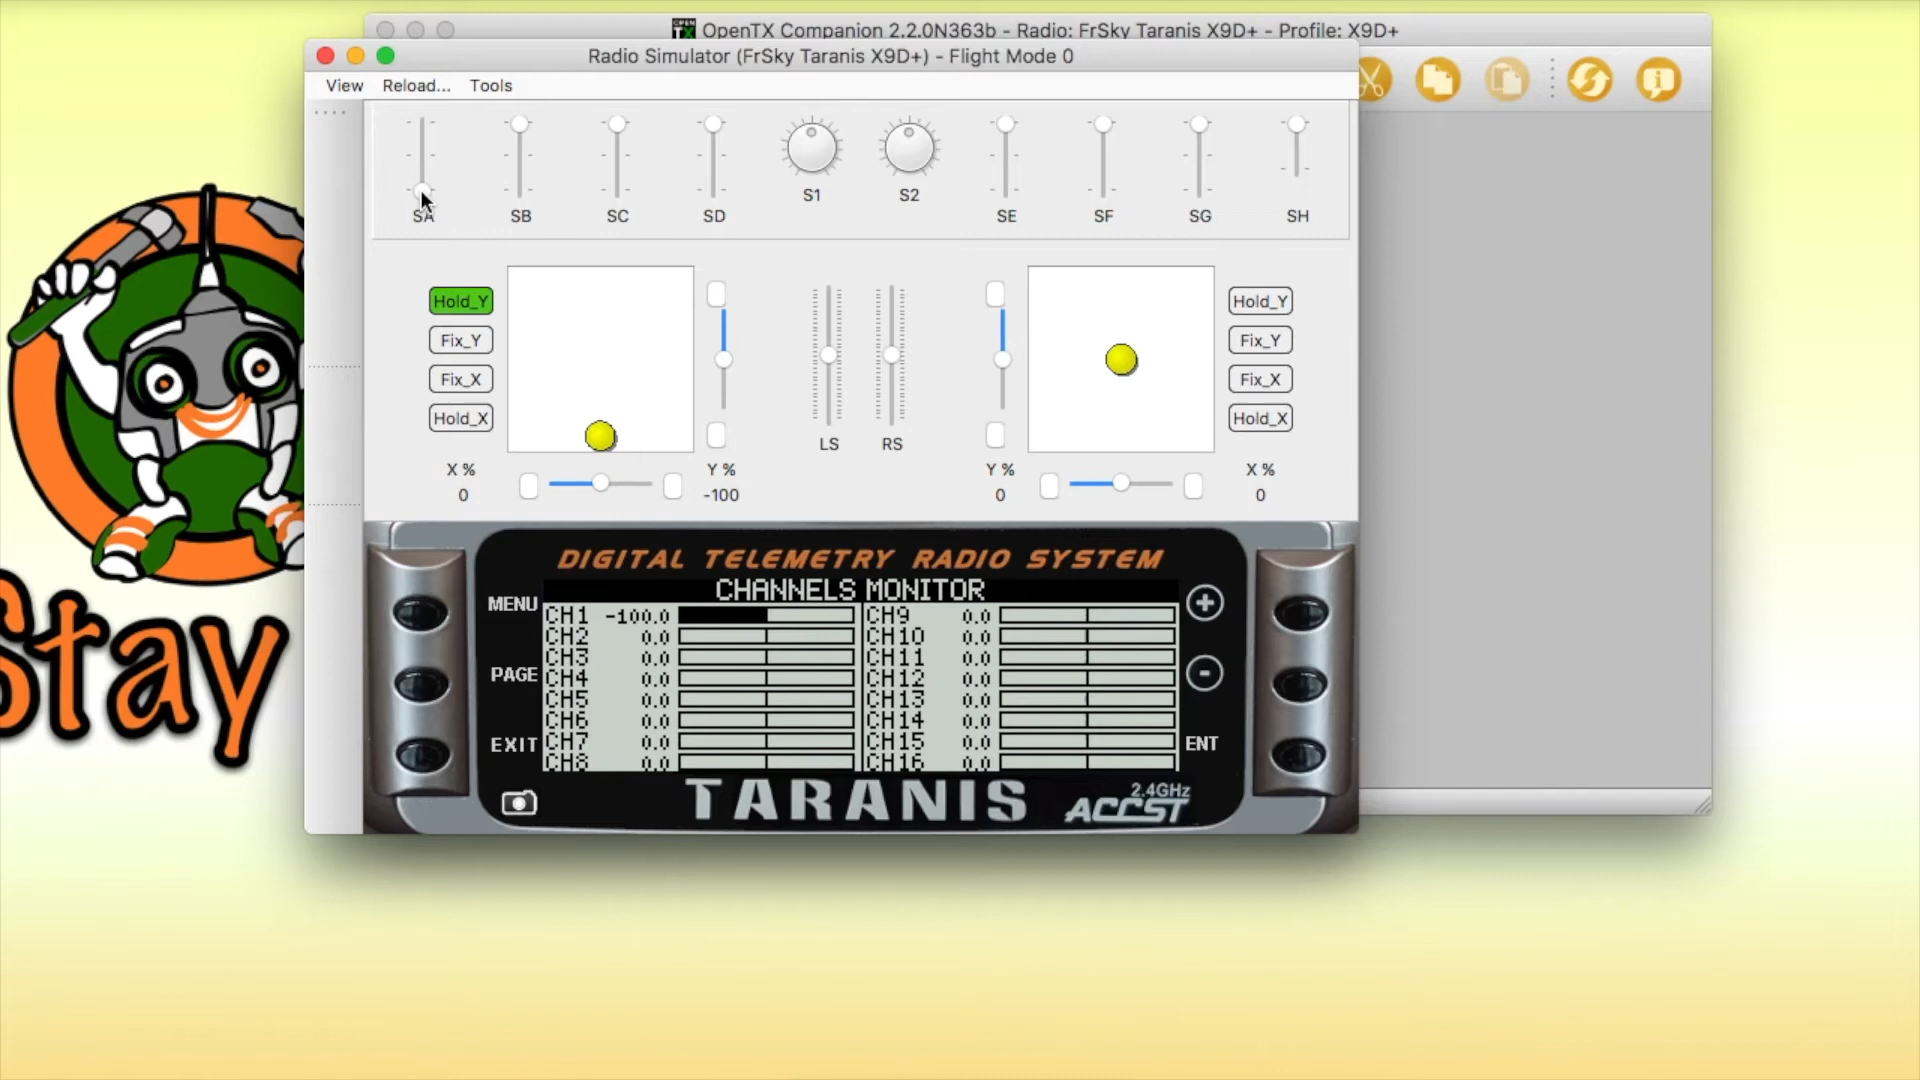 OpenTX Companion 2.2.0N363b - Radio: FrSky Taranis X9D+ - Profile: X9D+
Radio Simulator (FrSky Taranis X9D+) - Flight Mode 0
View Reload... Tools
S1 S2
SA SB SC SD SE SF SG SH
Hold_Y Hold_Y
Fix_Y Fix_Y
Fix_X Fix_X
Hold_X Hold_X
LS RS
X % Y % Y % X %
0 -100 0 0
DIGITAL TELEMETRY RADIO SYSTEM
CHANNELS MONITOR
MENU
CH1 -100.0 CH9 0.0
CH2 0.0 CH10 0.0
CH3 0.0 CH11 0.0
PAGE CH4 0.0 CH12 0.0
CH5 0.0 CH13 0.0
CH6 0.0 CH14 0.0
EXIT CH7 0.0 CH15 0.0 ENT
CH8 0.0 CH16 0.0
TARANIS
2.4GHz
ACCST
Stay